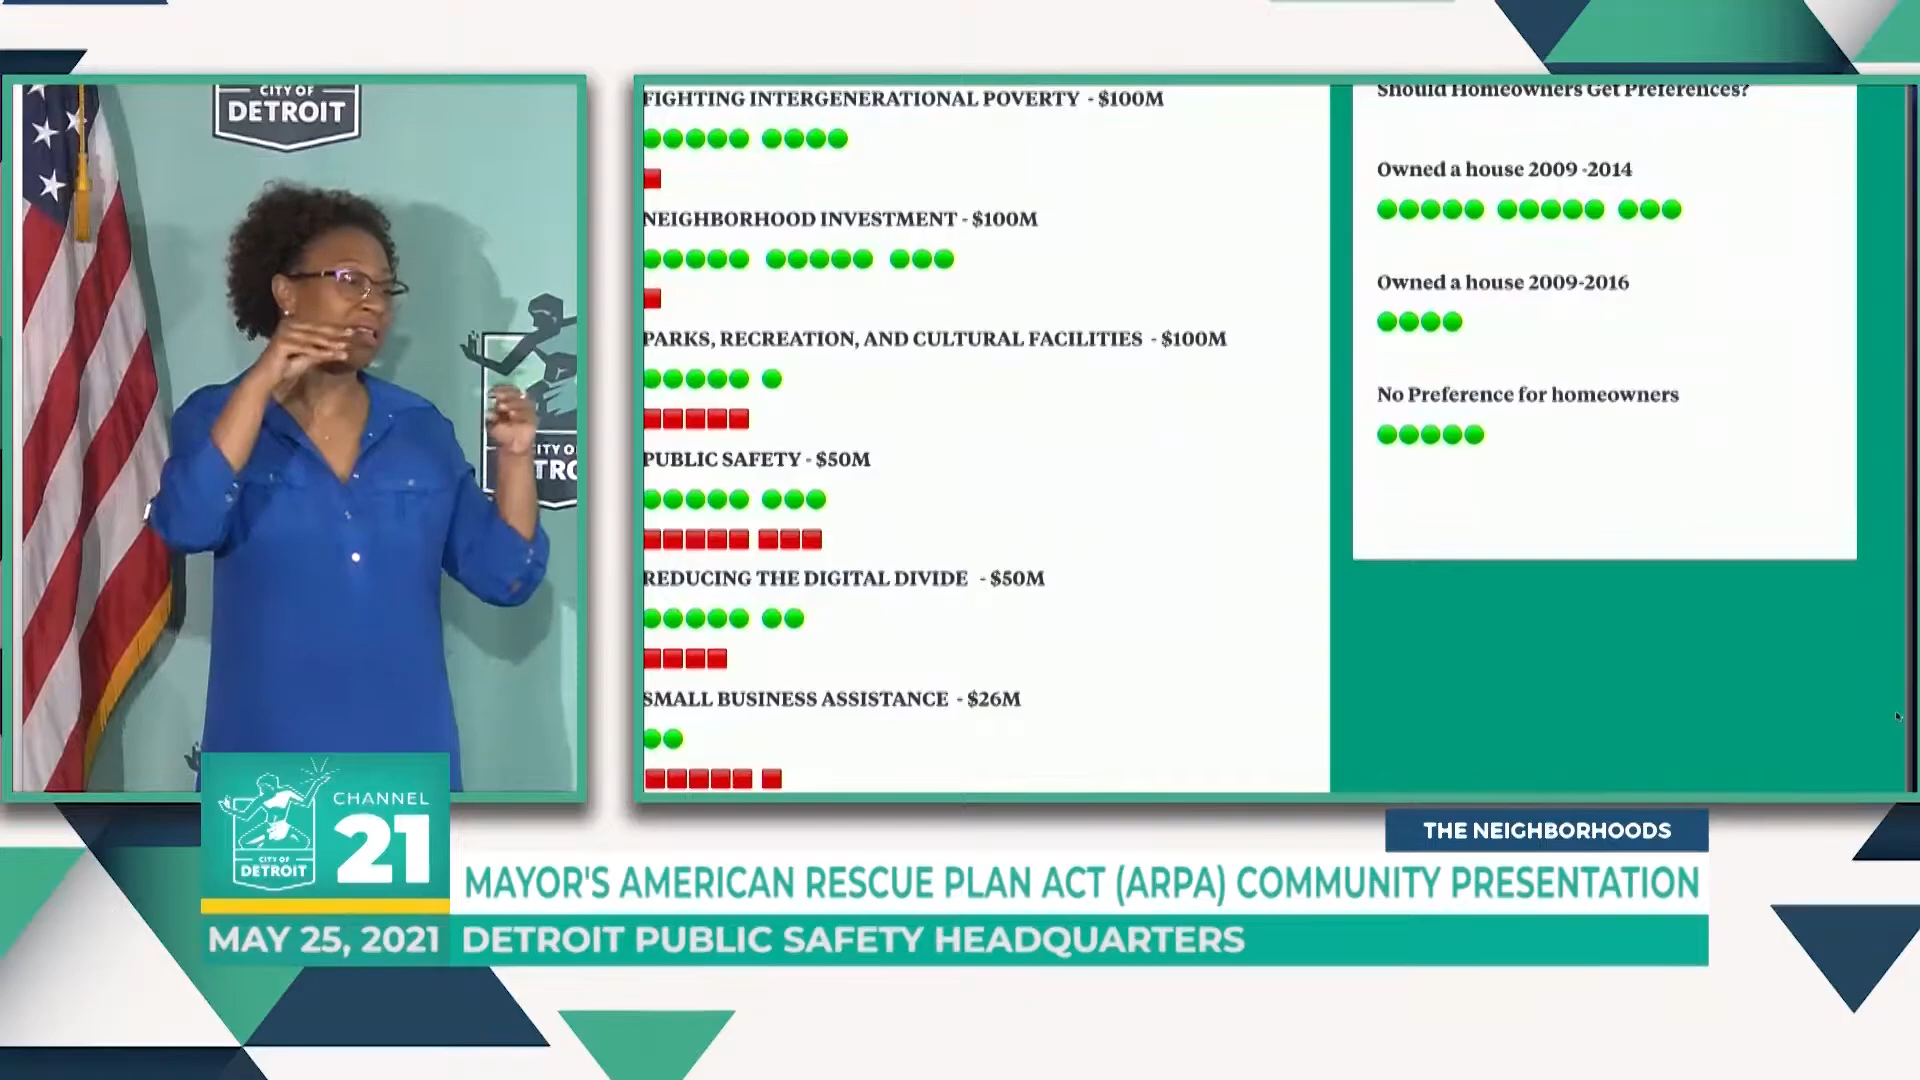 CITY OF
DETROIT
CITY OF
FIGHTING INTERGENERATIONAL POVERTY - $100M
NEIGHBORHOOD INVESTMENT - $100M
PARKS, RECREATION, AND CULTURAL FACILITIES - $100M
PUBLIC SAFETY - $50M
REDUCING THE DIGITAL DIVIDE - $50M
SMALL BUSINESS ASSISTANCE - $26M
Should Homeowners Get Preferences?
Owned a house 2009 -2014
Owned a house 2009-2016
No Preference for homeowners
CHANNEL
21
CITY OF
DETROIT
THE NEIGHBORHOODS
MAYOR'S AMERICAN RESCUE PLAN ACT (ARPA) COMMUNITY PRESENTATION
MAY 25, 2021
DETROIT PUBLIC SAFETY HEADQUARTERS